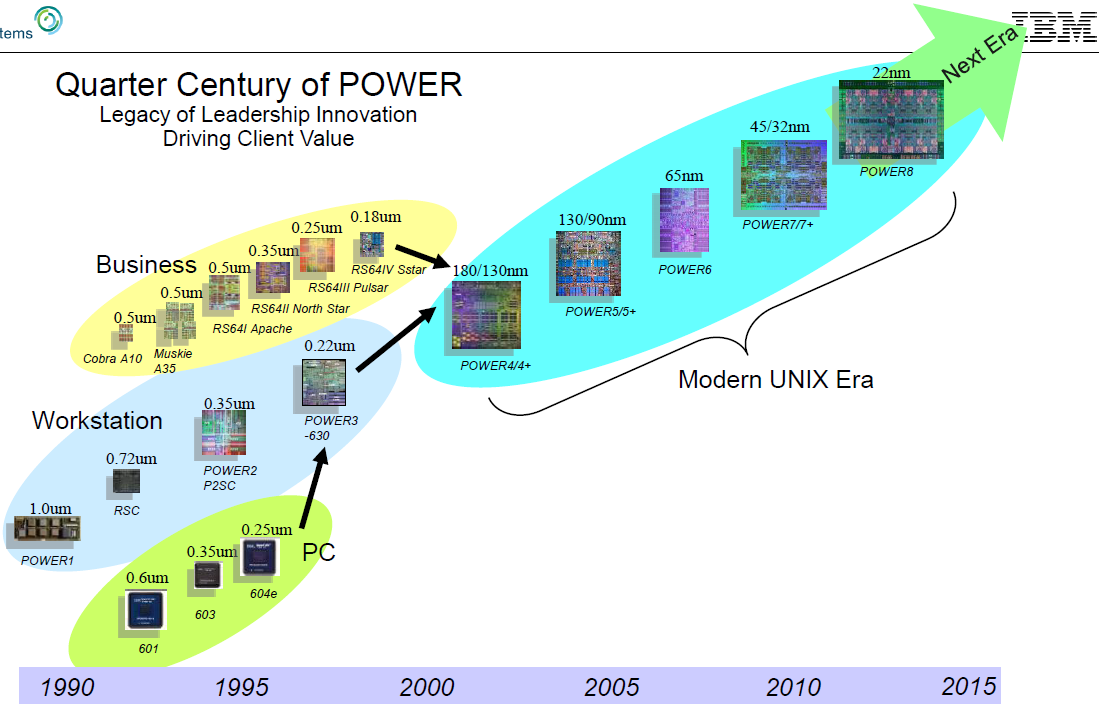 tems
IBM
Next Era
Quarter Century of POWER
Legacy of Leadership Innovation
Driving Client Value
22nm
POWER8
45/32nm
POWER7/7+
65nm
POWER6
130/90nm
POWER5/5+
180/130nm
POWER4/4+
Modern UNIX Era
Business
0.18um
RS64IV Sstar
0.25um
RS64III Pulsar
0.35um
RS64II North Star
0.5um
RS64I Apache
0.5um
Muskie
A35
0.5um
Cobra A10
Workstation
0.22um
POWER3
-630
0.35um
POWER2
P2SC
0.72um
RSC
1.0um
POWER1
PC
0.25um
604e
0.35um
603
0.6um
601
1990 1995 2000 2005 2010 2015